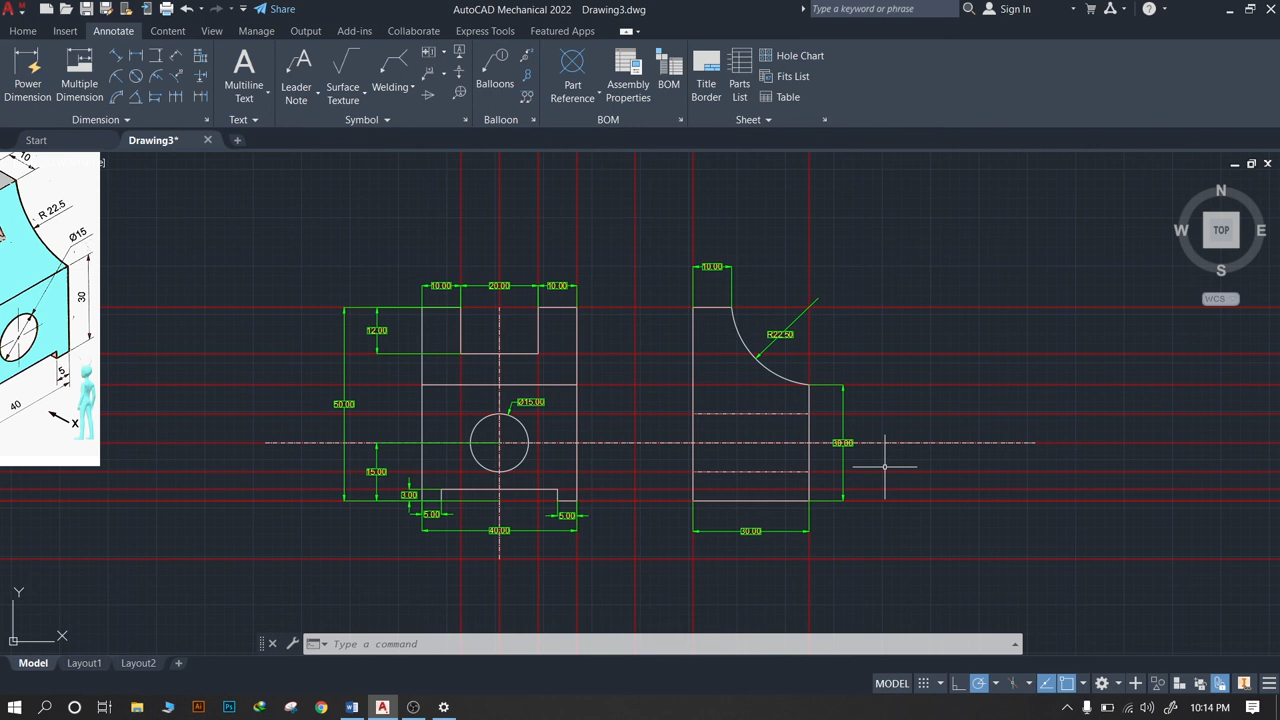 AutoCAD Mechanical 2022 Drawing3.dwg
Share
Type a keyword or phrase
Sign In
Home Insert Annotate Content View Manage Output Add-ins Collaborate Express Tools Featured Apps
Power Dimension
Multiple Dimension
Multiline Text
Leader Note
Surface Texture
Welding
Balloons
Part Reference
Assembly Properties
BOM
Title Border
Parts List
Hole Chart
Fits List
Table
Dimension
Text
Symbol
Balloon
BOM
Sheet
Start
Drawing3*
10
R 22.5
Ø15
30
5
40
X
N
W TOP E
S
WCS
10.00
10.00 20.00 10.00
12.00
R22.50
50.00
Ø15.00
30.00
15.00
3.00
5.00 5.00
40.00 30.00
Y
X
Type a command
Model Layout1 Layout2
MODEL
10:14 PM